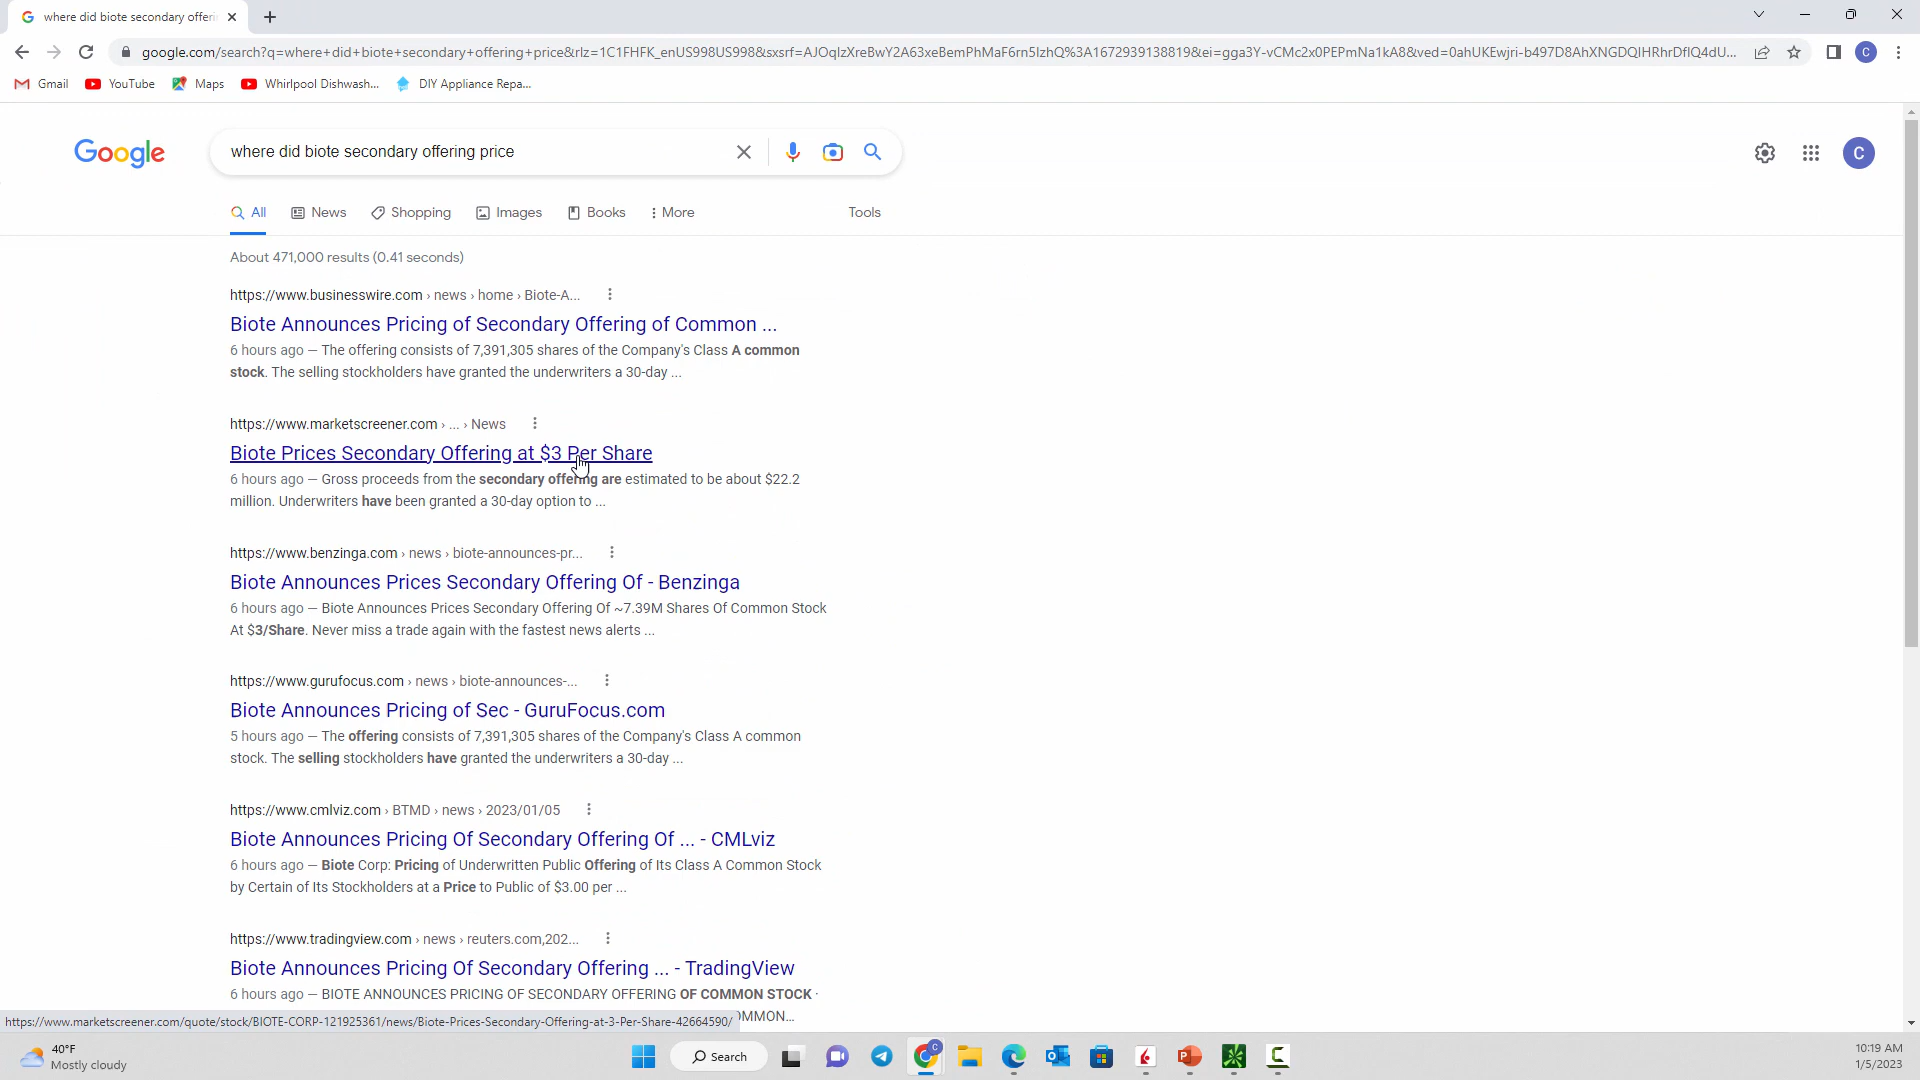 where did biote secondary offerin
google.com/search?q=where+did+biote+secondary+offering+price&rlz=1C1FHFK_enUS998US998&sxsrf=AJOqlzXreBwY2A63xeBemPhMaF6rn5IzhQ%3A1672939138819&ei=gga3Y-vCMc2x0PEPmNa1kA8&ved=0ahUKEwjri-b497D8AhXNGDQIHRhrDfIQ4dU...
Gmail YouTube Maps Whirlpool Dishwash... DIY Appliance Repa...
Google
where did biote secondary offering price
C
All News Shopping Images Books More Tools
About 471,000 results (0.41 seconds)
https://www.businesswire.com › news › home › Biote-A...
Biote Announces Pricing of Secondary Offering of Common ...
6 hours ago — The offering consists of 7,391,305 shares of the Company's Class A common
stock. The selling stockholders have granted the underwriters a 30-day ...
https://www.marketscreener.com › ... › News
Biote Prices Secondary Offering at $3 Per Share
6 hours ago — Gross proceeds from the secondary offering are estimated to be about $22.2
million. Underwriters have been granted a 30-day option to ...
https://www.benzinga.com › news › biote-announces-pr...
Biote Announces Prices Secondary Offering Of - Benzinga
6 hours ago — Biote Announces Prices Secondary Offering Of ~7.39M Shares Of Common Stock
At $3/Share. Never miss a trade again with the fastest news alerts ...
https://www.gurufocus.com › news › biote-announces-...
Biote Announces Pricing of Sec - GuruFocus.com
5 hours ago — The offering consists of 7,391,305 shares of the Company's Class A common
stock. The selling stockholders have granted the underwriters a 30-day ...
https://www.cmlviz.com › BTMD › news › 2023/01/05
Biote Announces Pricing Of Secondary Offering Of ... - CMLviz
6 hours ago — Biote Corp: Pricing of Underwritten Public Offering of Its Class A Common Stock
by Certain of Its Stockholders at a Price to Public of $3.00 per ...
https://www.tradingview.com › news › reuters.com,202...
Biote Announces Pricing Of Secondary Offering ... - TradingView
6 hours ago — BIOTE ANNOUNCES PRICING OF SECONDARY OFFERING OF COMMON STOCK ·
OMMON...
https://www.marketscreener.com/quote/stock/BIOTE-CORP-121925361/news/Biote-Prices-Secondary-Offering-at-3-Per-Share-42664590/
40°F
Mostly cloudy
Search
10:19 AM
1/5/2023